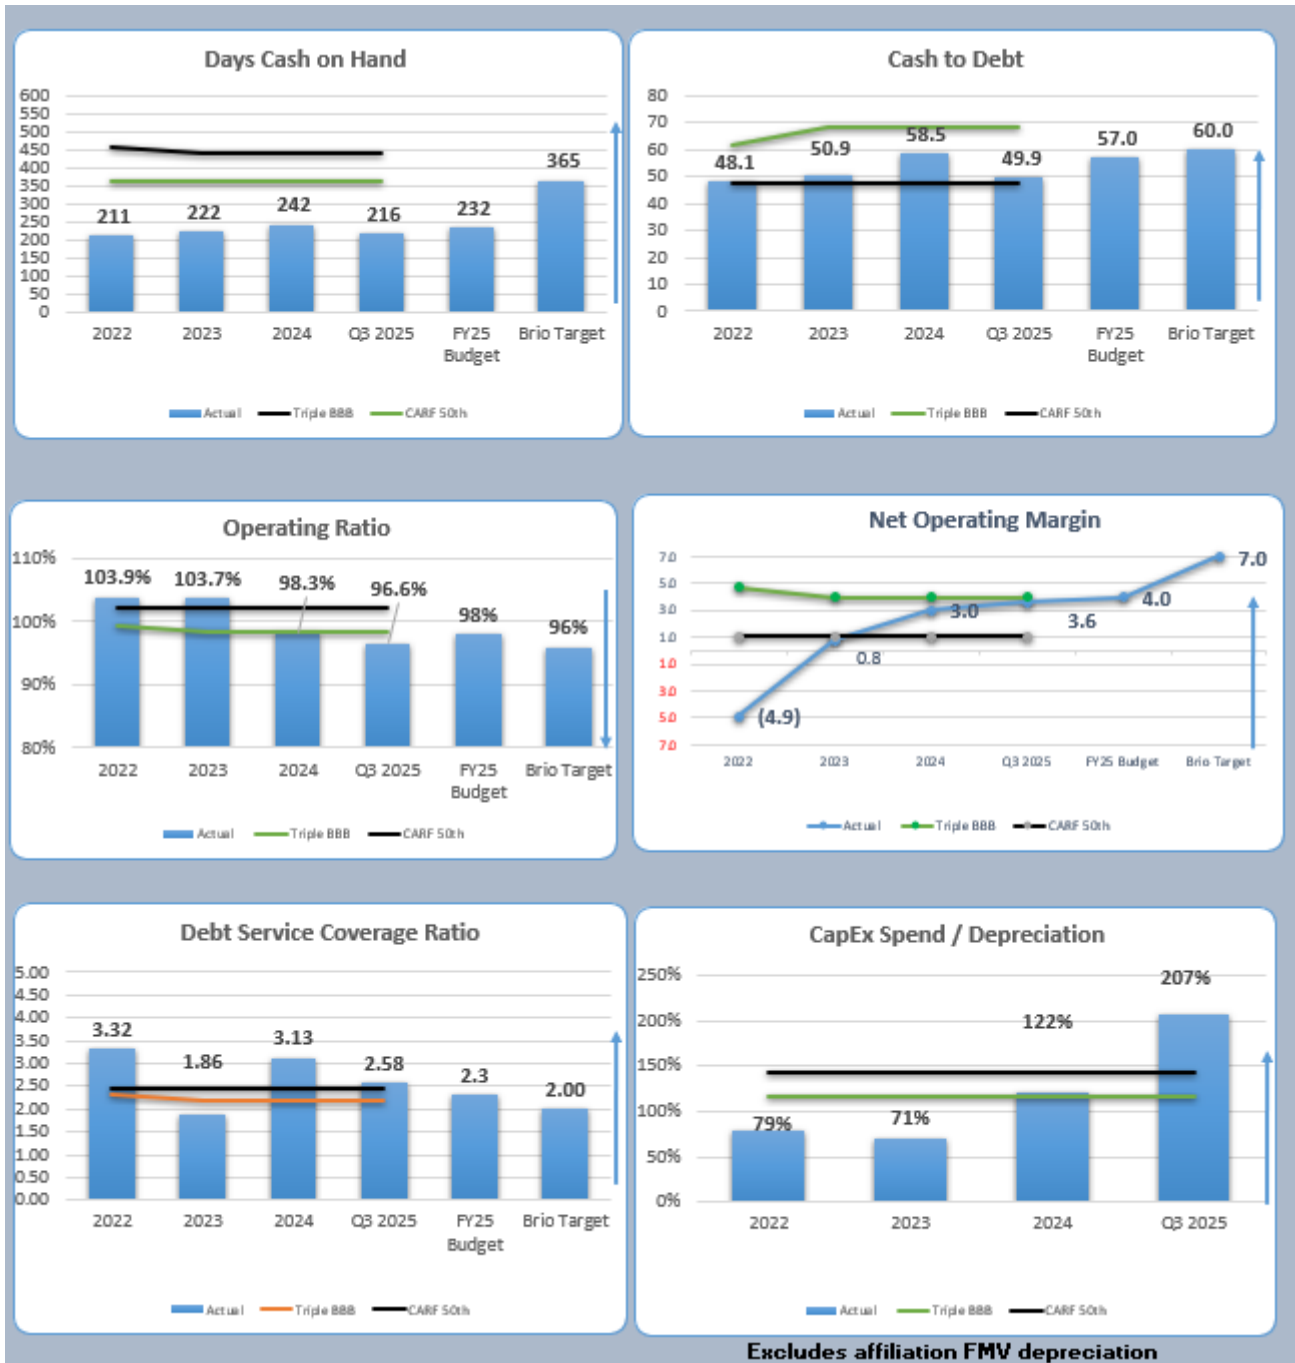 Days Cash on Hand
600
550
500
450
400
350
300
250
200
150
100
50
0
211
222
242
216
232
365
2022
2023
2024
Q3 2025
FY25
Budget
Brio Target
Actual
Triple BBB
CARF 50th
Cash to Debt
80
70
60
50
40
30
20
10
0
48.1
50.9
58.5
49.9
57.0
60.0
2022
2023
2024
Q3 2025
FY25
Budget
Brio Target
Actual
Triple BBB
CARF 50th
Operating Ratio
110%
100%
90%
80%
103.9%
103.7%
98.3%
96.6%
98%
96%
2022
2023
2024
Q3 2025
FY25
Budget
Brio Target
Actual
Triple BBB
CARF 50th
Net Operating Margin
7.0
5.0
3.0
1.0
1.0
3.0
5.0
7.0
(4.9)
0.8
3.0
3.6
4.0
7.0
2022
2023
2024
Q3 2025
FY25 Budget
Brio Target
Actual
Triple BBB
CARF 50th
Debt Service Coverage Ratio
5.00
4.50
4.00
3.50
3.00
2.50
2.00
1.50
1.00
0.50
0.00
3.32
1.86
3.13
2.58
2.3
2.00
2022
2023
2024
Q3 2025
FY25
Budget
Brio Target
Actual
Triple BBB
CARF 50th
CapEx Spend / Depreciation
250%
200%
150%
100%
50%
0%
79%
71%
122%
207%
2022
2023
2024
Q3 2025
Actual
Triple BBB
CARF 50th
Excludes affiliation FMV depreciation